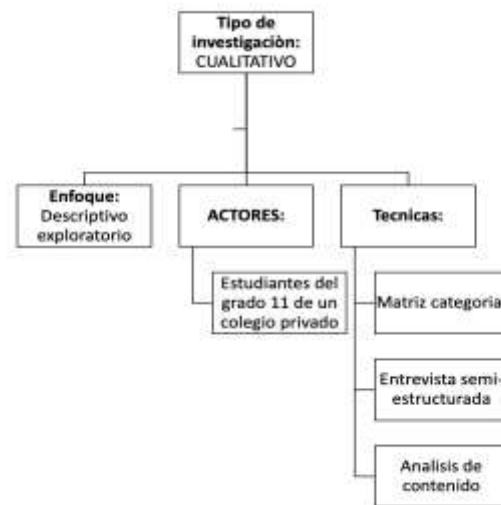 Tipo de
investigaciòn:
CUALITATIVO
Enfoque:
Descriptivo
exploratorio
ACTORES:
Tecnicas:
Estudiantes del
grado 11 de un
colegio privado
Matriz categoria
Entrevista semi-
estructurada
Analisis de
contenido